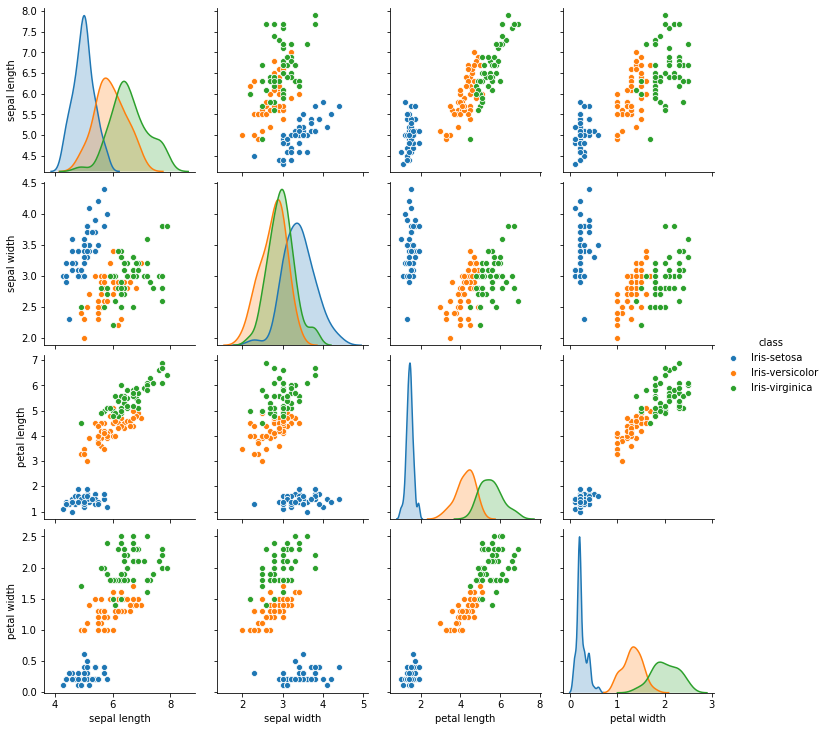 8.0
7.5
7.0
6.5
6.0
5.5
5.0
4.5
sepal length
4.5
4.0
3.5
3.0
2.5
2.0
sepal width
class
Iris-setosa
Iris-versicolor
Iris-virginica
7
6
5
4
3
2
1
petal length
2.5
2.0
1.5
1.0
0.5
0.0
petal width
4 6 8
2 3 4 5
2 4 6 8
0 1 2 3
sepal length sepal width petal length petal width